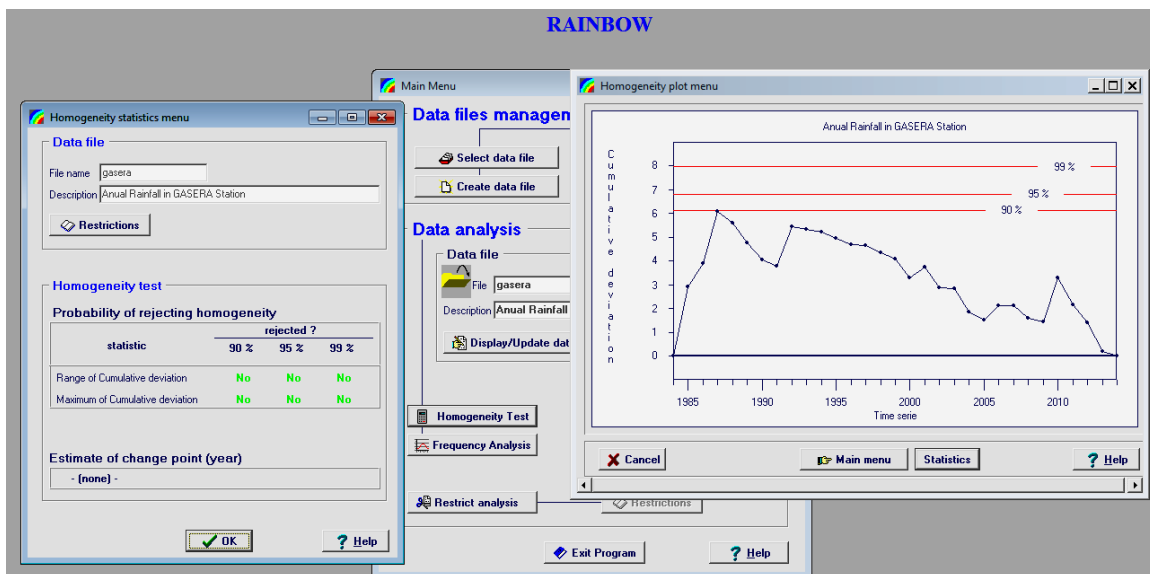 RAINBOW
Homogeneity statistics menu
Data file
File name gasera
Description Anual Rainfall in GASERA Station
Restrictions
Homogeneity test
Probability of rejecting homogeneity
rejected ?
statistic 90 % 95 % 99 %
Range of Cumulative deviation No No No
Maximum of Cumulative deviation No No No
Estimate of change point (year)
- (none) -
OK
Help
Main Menu
Data files managem
Select data file
Create data file
Data analysis
Data file
File gasera
Description Anual Rainfall
Display/Update dat
Homogeneity Test
Frequency Analysis
Restrict analysis
Restrictions
Exit Program
Help
Homogeneity plot menu
Anual Rainfall in GASERA Station
Cumulative deviation
8
7
6
5
4
3
2
1
0
99 %
95 %
90 %
1985 1990 1995 2000 2005 2010
Time serie
Cancel
Main menu
Statistics
Help